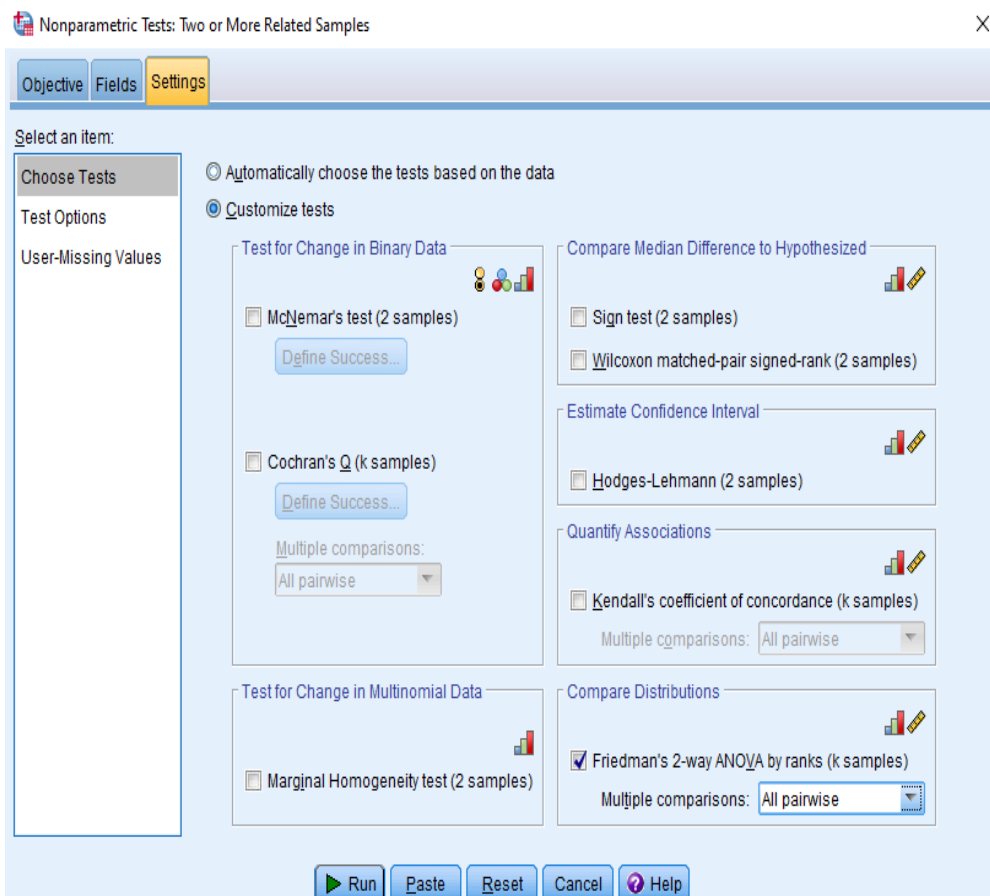 Nonparametric Tests: Two or More Related Samples
Objective Fields Settings
Select an item:
Choose Tests
Test Options
User-Missing Values
Automatically choose the tests based on the data
Customize tests
Test for Change in Binary Data
McNemar's test (2 samples)
Define Success...
Cochran's Q (k samples)
Define Success...
Multiple comparisons:
All pairwise
Test for Change in Multinomial Data
Marginal Homogeneity test (2 samples)
Compare Median Difference to Hypothesized
Sign test (2 samples)
Wilcoxon matched-pair signed-rank (2 samples)
Estimate Confidence Interval
Hodges-Lehmann (2 samples)
Quantify Associations
Kendall's coefficient of concordance (k samples)
Multiple comparisons: All pairwise
Compare Distributions
Friedman's 2-way ANOVA by ranks (k samples)
Multiple comparisons: All pairwise
Run Paste Reset Cancel Help